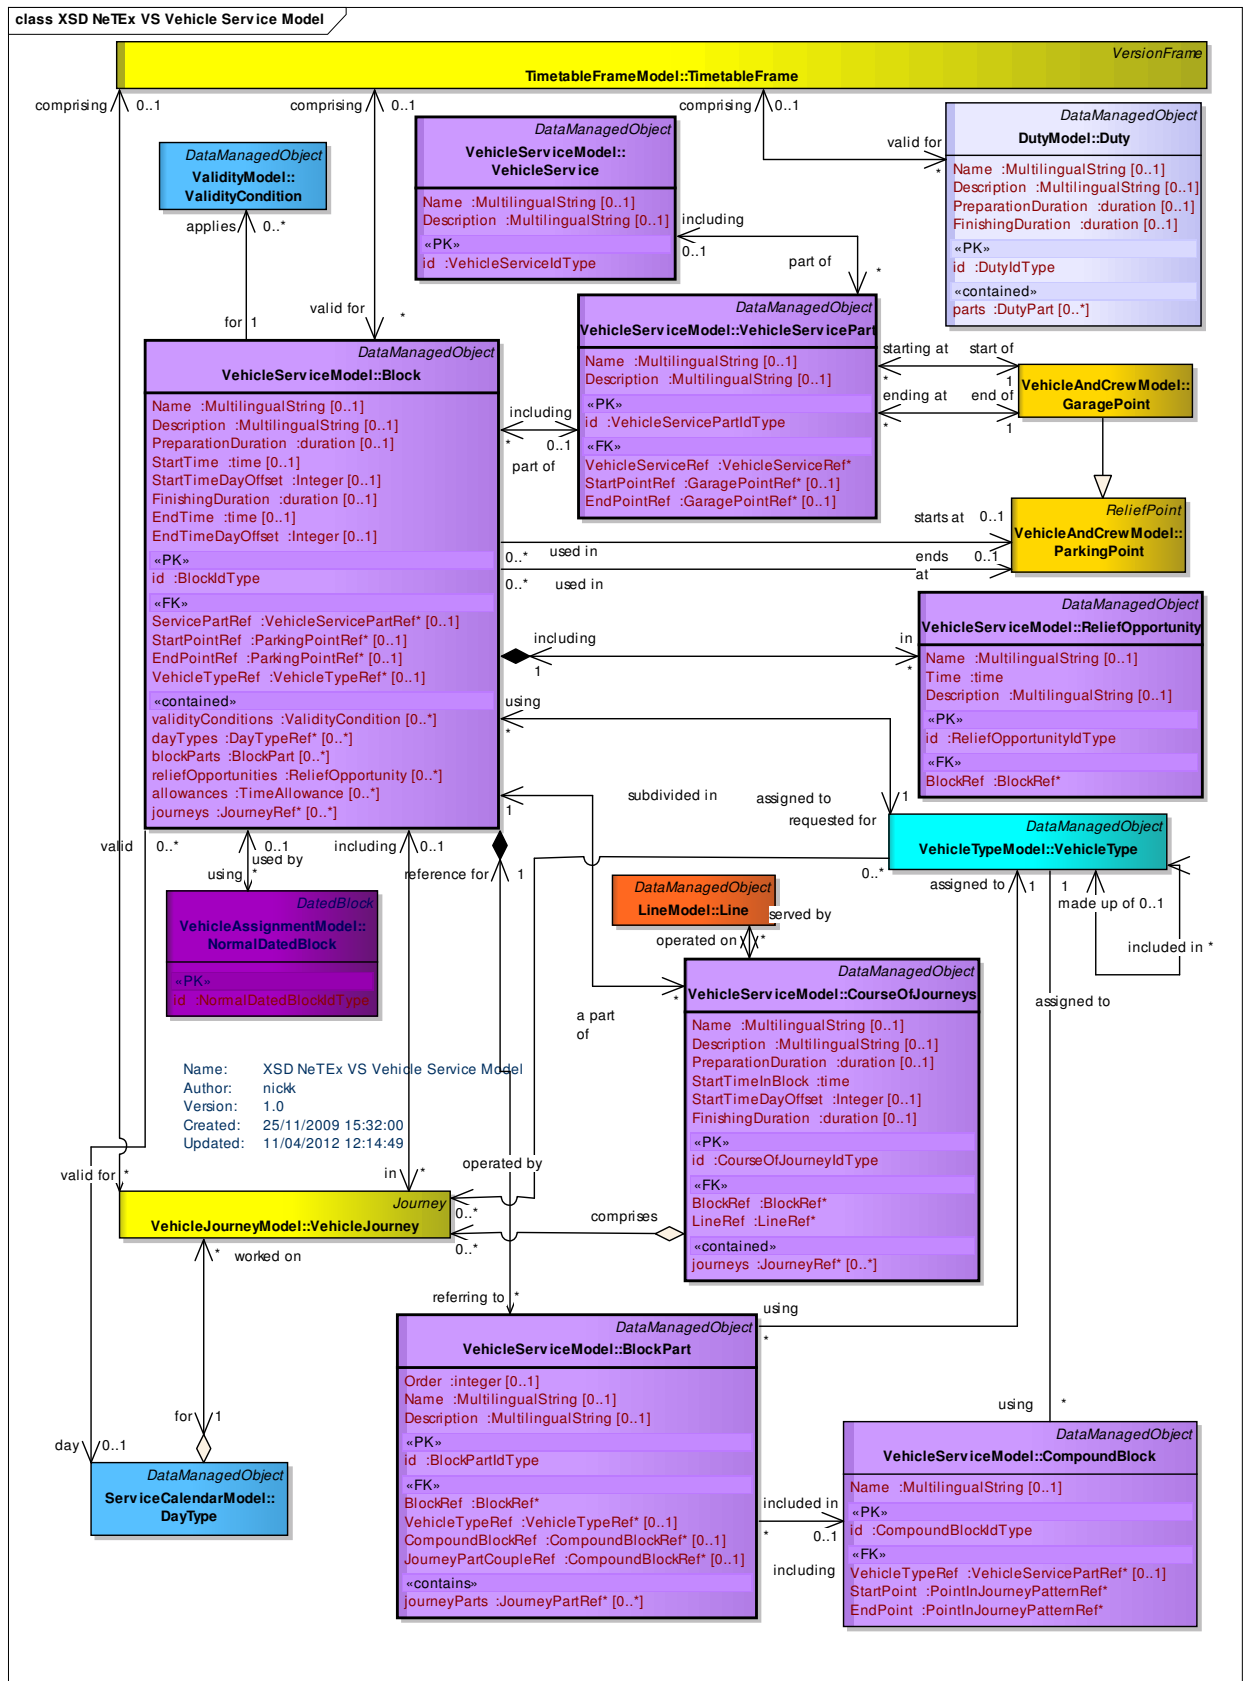 class XSD NeTEx VS Vehicle Service Model
VersionFrame
TimetableFrameModel::TimetableFrame
comprising
0..1
comprising
0..1
comprising
0..1
DataManagedObject
ValidityModel::
ValidityCondition
applies
0..*
for
1
valid for
*
DataManagedObject
VehicleServiceModel::
VehicleService
Name :MultilingualString [0..1]
Description :MultilingualString [0..1]
«PK»
id :VehicleServiceIdType
including
0..1
part of
*
valid for
*
DataManagedObject
DutyModel::Duty
Name :MultilingualString [0..1]
Description :MultilingualString [0..1]
PreparationDuration :duration [0..1]
FinishingDuration :duration [0..1]
«PK»
id :DutyIdType
«contained»
parts :DutyPart [0..*]
DataManagedObject
VehicleServiceModel::VehicleServicePart
Name :MultilingualString [0..1]
Description :MultilingualString [0..1]
«PK»
id :VehicleServicePartIdType
«FK»
VehicleServiceRef :VehicleServiceRef*
StartPointRef :GaragePointRef* [0..1]
EndPointRef :GaragePointRef* [0..1]
starting at
start of
*
1
ending at
end of
*
1
VehicleAndCrewModel::
GaragePoint
DataManagedObject
VehicleServiceModel::Block
Name :MultilingualString [0..1]
Description :MultilingualString [0..1]
PreparationDuration :duration [0..1]
StartTime :time [0..1]
StartTimeDayOffset :Integer [0..1]
FinishingDuration :duration [0..1]
EndTime :time [0..1]
EndTimeDayOffset :Integer [0..1]
«PK»
id :BlockIdType
«FK»
ServicePartRef :VehicleServicePartRef* [0..1]
StartPointRef :ParkingPointRef* [0..1]
EndPointRef :ParkingPointRef* [0..1]
VehicleTypeRef :VehicleTypeRef* [0..1]
«contained»
validityConditions :ValidityCondition [0..*]
dayTypes :DayTypeRef* [0..*]
blockParts :BlockPart [0..*]
reliefOpportunities :ReliefOpportunity [0..*]
allowances :TimeAllowance [0..*]
journeys :JourneyRef* [0..*]
including
*
0..1
part of
starts at
0..1
0..*
used in
ends
at
0..1
0..*
used in
ReliefPoint
VehicleAndCrewModel::
ParkingPoint
including
1
in
*
DataManagedObject
VehicleServiceModel::ReliefOpportunity
Name :MultilingualString [0..1]
Time :time
Description :MultilingualString [0..1]
«PK»
id :ReliefOpportunityIdType
«FK»
BlockRef :BlockRef*
using
*
subdivided in
1
assigned to
1
requested for
0..*
DataManagedObject
VehicleTypeModel::VehicleType
assigned to
1
1
made up of 0..1
included in *
assigned to
valid
0..*
0..1
used by
using
*
including
0..1
reference for
1
DatedBlock
VehicleAssignmentModel::
NormalDatedBlock
«PK»
id :NormalDatedBlockIdType
DataManagedObject
LineModel::Line
served by
operated on
*
a part
of
*
DataManagedObject
VehicleServiceModel::CourseOfJourneys
Name :MultilingualString [0..1]
Description :MultilingualString [0..1]
PreparationDuration :duration [0..1]
StartTimeInBlock :time
StartTimeDayOffset :Integer [0..1]
FinishingDuration :duration [0..1]
«PK»
id :CourseOfJourneyIdType
«FK»
BlockRef :BlockRef*
LineRef :LineRef*
«contained»
journeys :JourneyRef* [0..*]
Name: XSD NeTEx VS Vehicle Service Model
Author: nickk
Version: 1.0
Created: 25/11/2009 15:32:00
Updated: 11/04/2012 12:14:49
valid for *
in
*
operated by
0..*
comprises
0..*
Journey
VehicleJourneyModel::VehicleJourney
*
worked on
for
1
day
0..1
DataManagedObject
ServiceCalendarModel::
DayType
referring to *
DataManagedObject
VehicleServiceModel::BlockPart
Order :integer [0..1]
Name :MultilingualString [0..1]
Description :MultilingualString [0..1]
«PK»
id :BlockPartIdType
«FK»
BlockRef :BlockRef*
VehicleTypeRef :VehicleTypeRef* [0..1]
CompoundBlockRef :CompoundBlockRef* [0..1]
JourneyPartCoupleRef :CompoundBlockRef* [0..1]
«contains»
journeyParts :JourneyPartRef* [0..*]
using
*
included in
*
0..1
including
using
*
DataManagedObject
VehicleServiceModel::CompoundBlock
Name :MultilingualString [0..1]
«PK»
id :CompoundBlockIdType
«FK»
VehicleTypeRef :VehicleServicePartRef* [0..1]
StartPoint :PointInJourneyPatternRef*
EndPoint :PointInJourneyPatternRef*